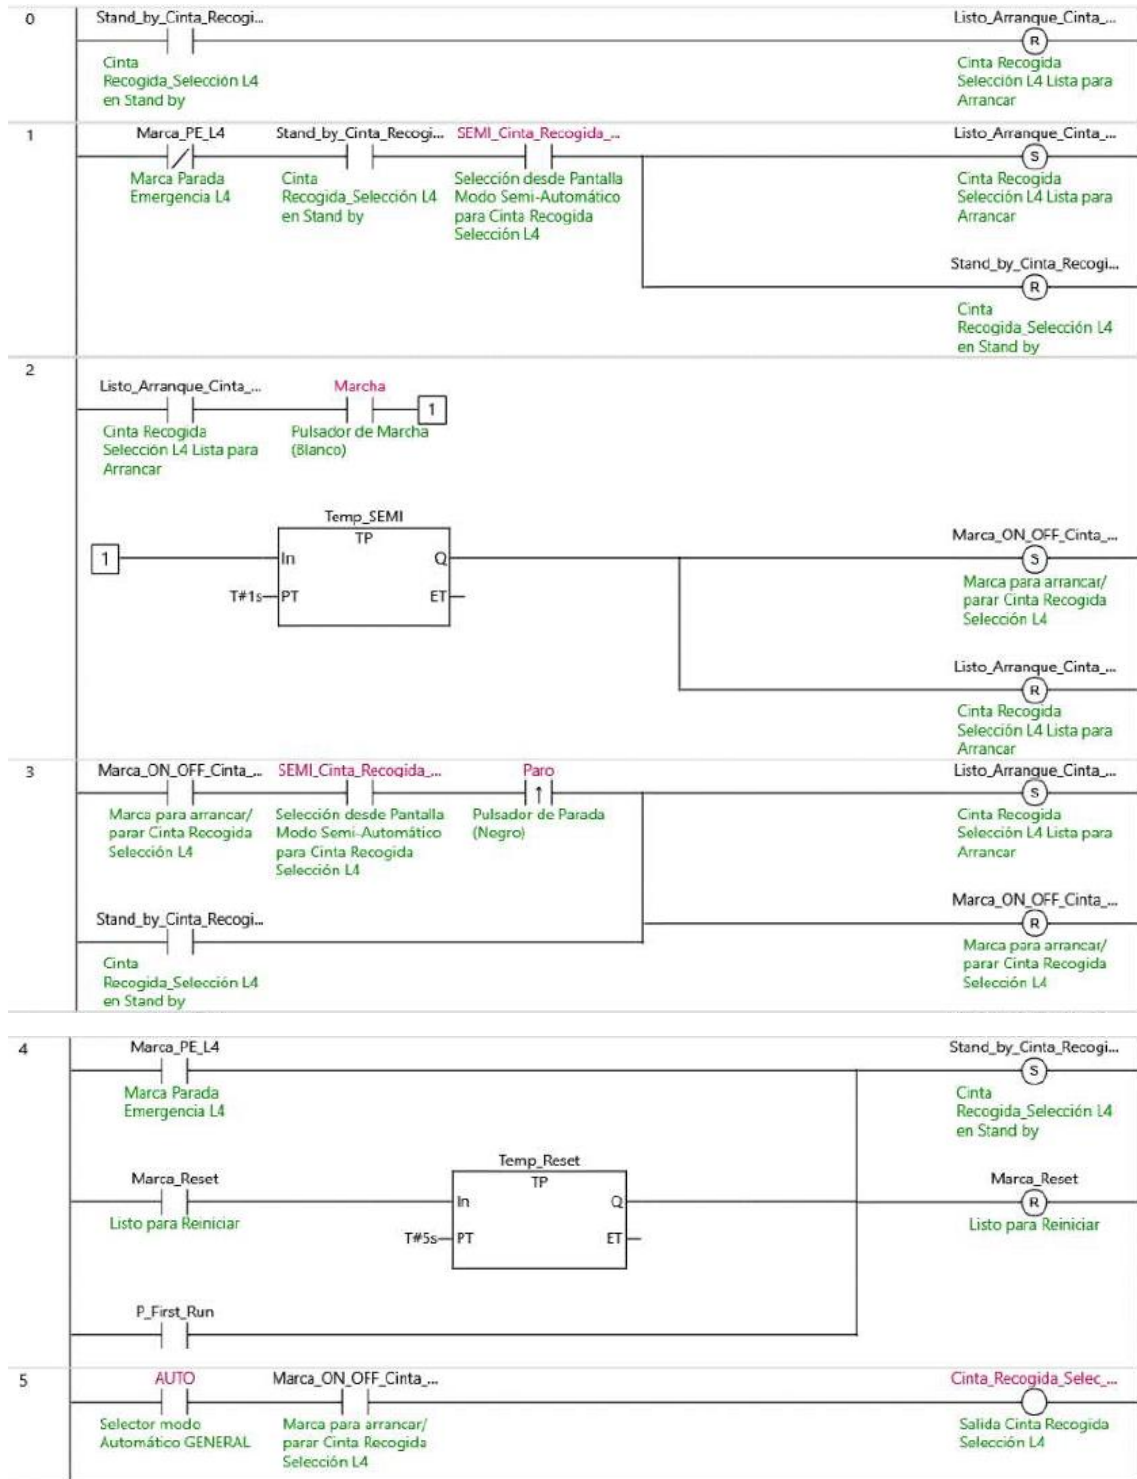 0
Stand_by_Cinta_Recogi...
Listo_Arranque_Cinta_...
R
Cinta
Recogida_Selección L4
en Stand by
Cinta Recogida
Selección L4 Lista para
Arrancar
1
Marca_PE_L4
Stand_by_Cinta_Recogi...
SEMI_Cinta_Recogida_...
Listo_Arranque_Cinta_...
S
Marca Parada
Emergencia L4
Cinta
Recogida_Selección L4
en Stand by
Selección desde Pantalla
Modo Semi-Automático
para Cinta Recogida
Selección L4
Cinta Recogida
Selección L4 Lista para
Arrancar
Stand_by_Cinta_Recogi...
R
Cinta
Recogida_Selección L4
en Stand by
2
Listo_Arranque_Cinta_...
Marcha
1
Cinta Recogida
Selección L4 Lista para
Arrancar
Pulsador de Marcha
(Blanco)
Temp_SEMI
TP
1
In
Q
T#1s
PT
ET
Marca_ON_OFF_Cinta_...
S
Marca para arrancar/
parar Cinta Recogida
Selección L4
Listo_Arranque_Cinta_...
R
Cinta Recogida
Selección L4 Lista para
Arrancar
3
Marca_ON_OFF_Cinta_...
SEMI_Cinta_Recogida_...
Paro
Listo_Arranque_Cinta_...
S
Marca para arrancar/
parar Cinta Recogida
Selección L4
Selección desde Pantalla
Modo Semi-Automático
para Cinta Recogida
Selección L4
Pulsador de Parada
(Negro)
Cinta Recogida
Selección L4 Lista para
Arrancar
Stand_by_Cinta_Recogi...
Marca_ON_OFF_Cinta_...
R
Cinta
Recogida_Selección L4
en Stand by
Marca para arrancar/
parar Cinta Recogida
Selección L4
4
Marca_PE_L4
Stand_by_Cinta_Recogi...
S
Marca Parada
Emergencia L4
Cinta
Recogida_Selección L4
en Stand by
Marca_Reset
Temp_Reset
TP
In
Q
T#5s
PT
ET
Marca_Reset
R
Listo para Reiniciar
Listo para Reiniciar
P_First_Run
5
AUTO
Marca_ON_OFF_Cinta_...
Cinta_Recogida_Selec_...
Selector modo
Automático GENERAL
Marca para arrancar/
parar Cinta Recogida
Selección L4
Salida Cinta Recogida
Selección L4